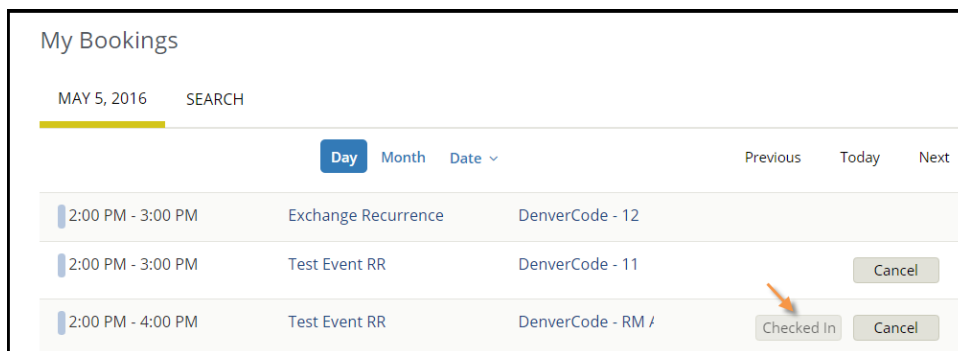 My Bookings
MAY 5, 2016 SEARCH
Day Month Date Previous Today Next
2:00 PM - 3:00 PM Exchange Recurrence DenverCode - 12
2:00 PM - 3:00 PM Test Event RR DenverCode - 11 Cancel
2:00 PM - 4:00 PM Test Event RR DenverCode - RM Checked In Cancel